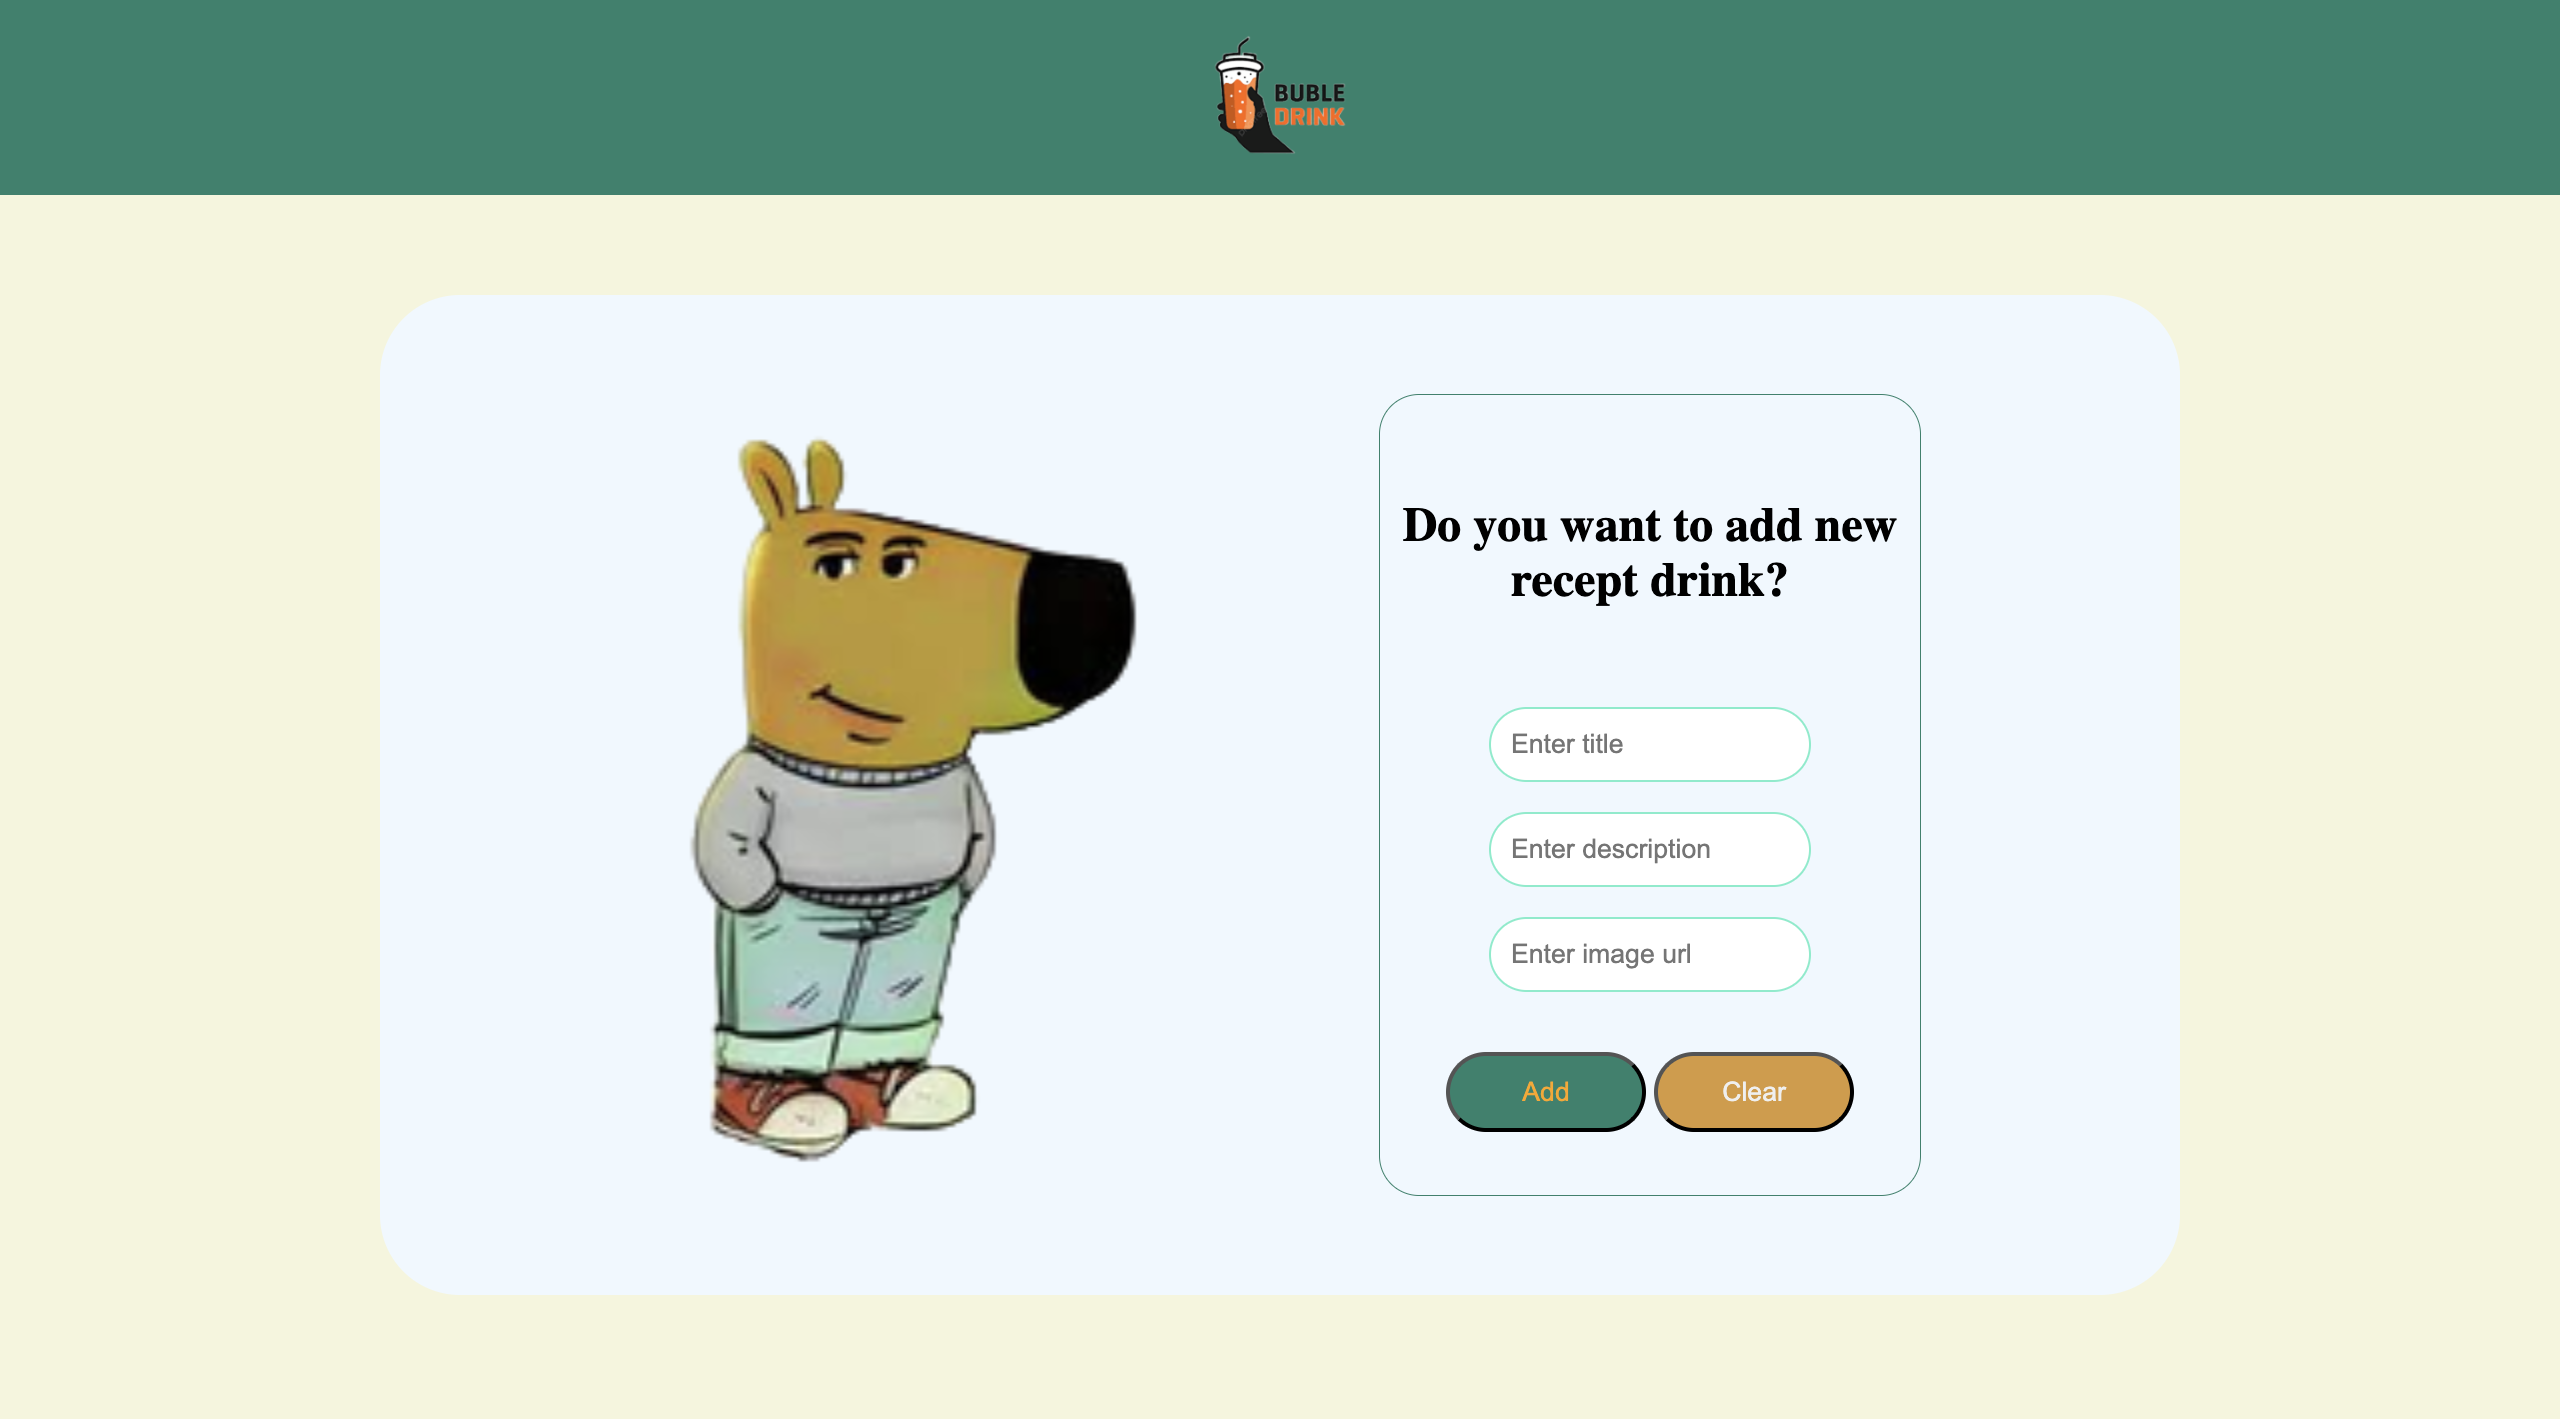 BUBLE
DRINK
Do you want to add new
recept drink?
Enter title
Enter description
Enter image url
Add
Clear